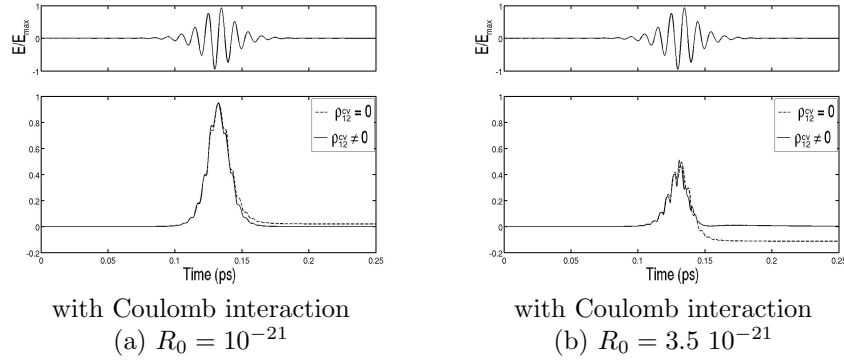 E/E_max
1
0
-1
1
0.8
0.6
0.4
0.2
0
-0.2
ρ_12^cv = 0
ρ_12^cv ≠ 0
0 0.05 0.1 0.15 0.2 0.25
Time (ps)
with Coulomb interaction
(a) R_0 = 10^{-21}
E/E_max
1
0
-1
1
0.8
0.6
0.4
0.2
0
-0.2
ρ_12^cv = 0
ρ_12^cv ≠ 0
0 0.05 0.1 0.15 0.2 0.25
Time (ps)
with Coulomb interaction
(b) R_0 = 3.5 10^{-21}